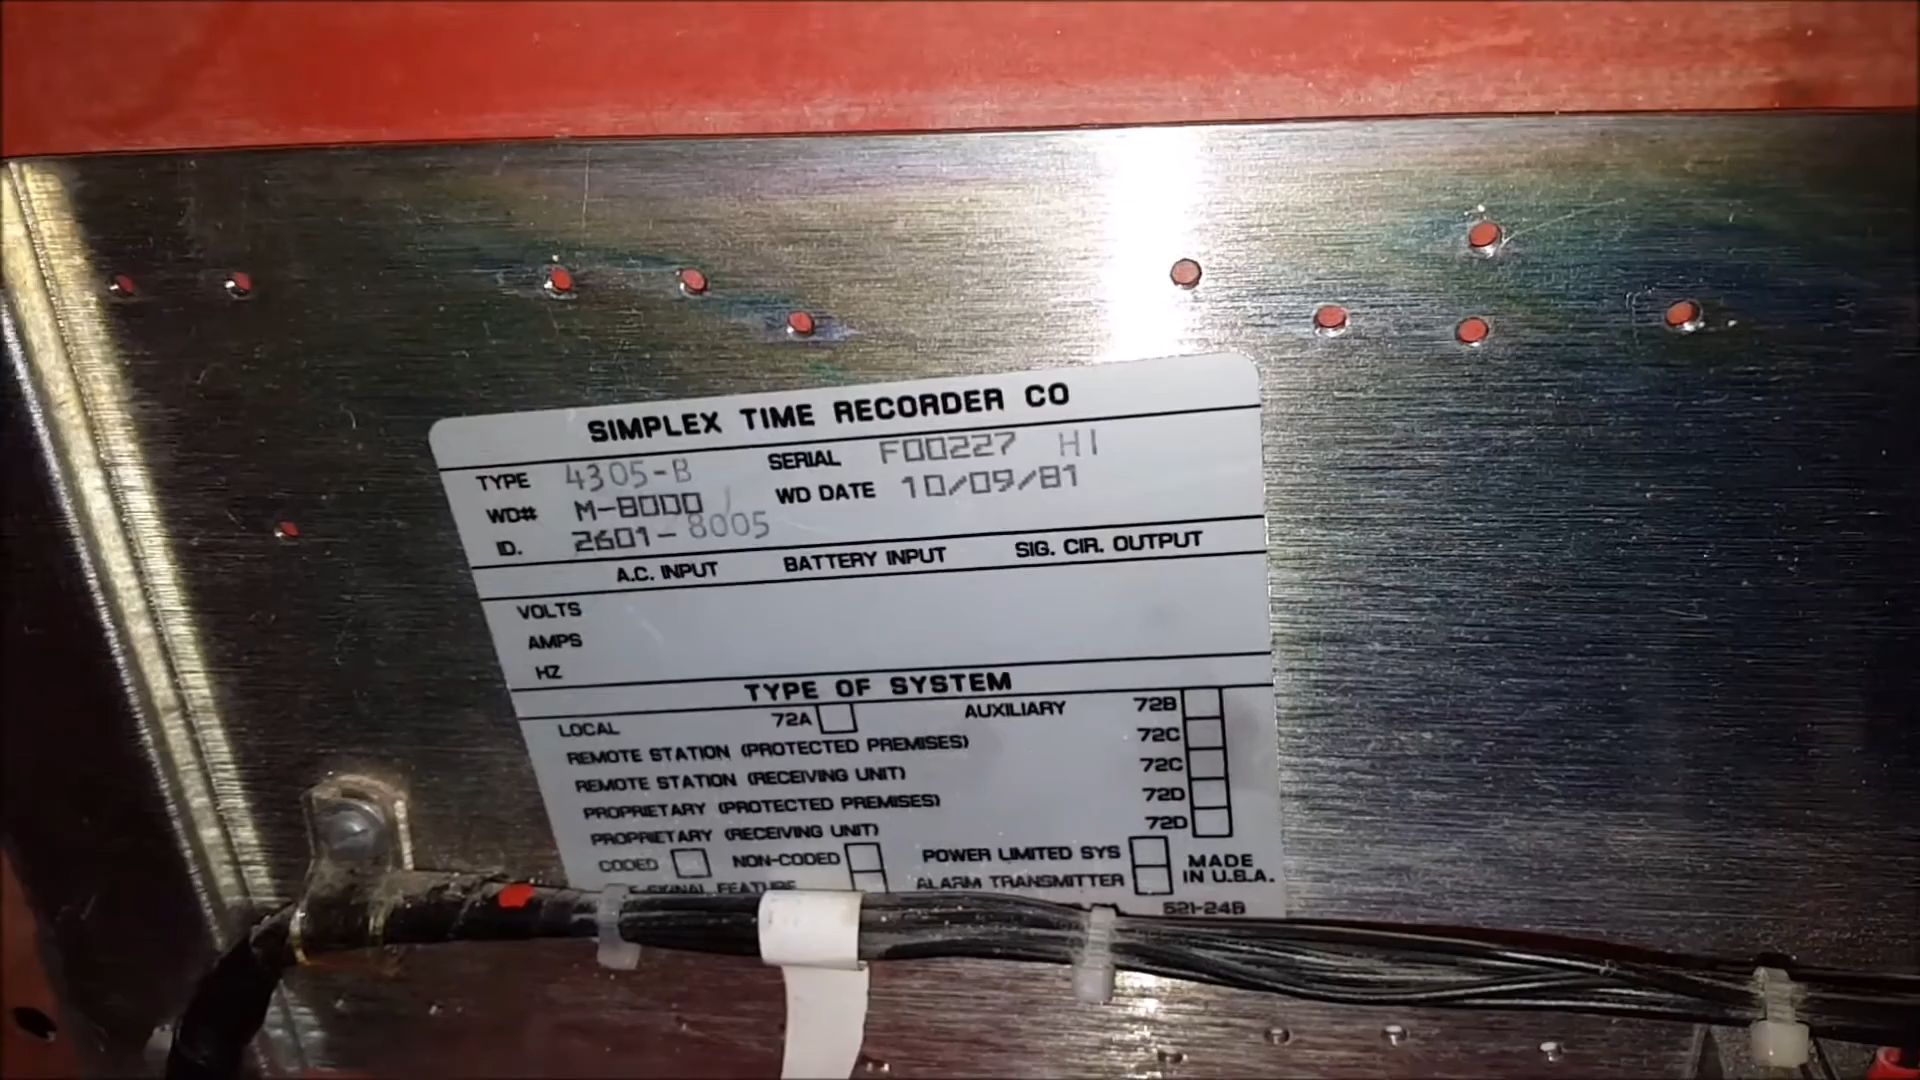 SIMPLEX TIME RECORDER CO
TYPE 4305-B SERIAL F00227 HI
WD# M-8000 / WD DATE 10/09/81
ID. 2601-8005
A.C. INPUT BATTERY INPUT SIG. CIR. OUTPUT
VOLTS
AMPS
HZ
TYPE OF SYSTEM
LOCAL 72A AUXILIARY 72B
REMOTE STATION (PROTECTED PREMISES) 72C
REMOTE STATION (RECEIVING UNIT) 72C
PROPRIETARY (PROTECTED PREMISES) 72D
PROPRIETARY (RECEIVING UNIT) 72D
CODED NON-CODED POWER LIMITED SYS MADE
IN U.S.A.
SIGNAL FEATURE ALARM TRANSMITTER
521-24B